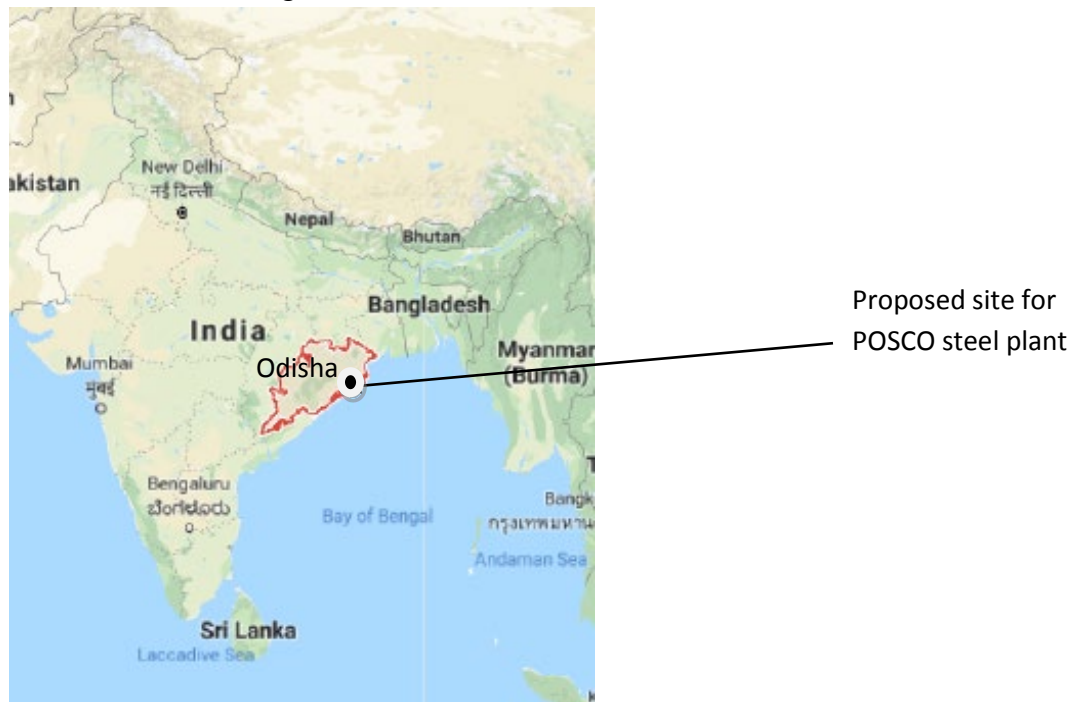 New Delhi
नई दिल्ली
akistan
Nepal
Bhutan
Bangladesh
India
Proposed site for
POSCO steel plant
Myanmar
(Burma)
Mumbai
मुंबई
Odisha
Bengaluru
ಬೆಂಗಳೂರು
Bay of Bengal
Bangk
กรุงเทพมหาน
Andaman Sea
Sri Lanka
Laccadive Sea